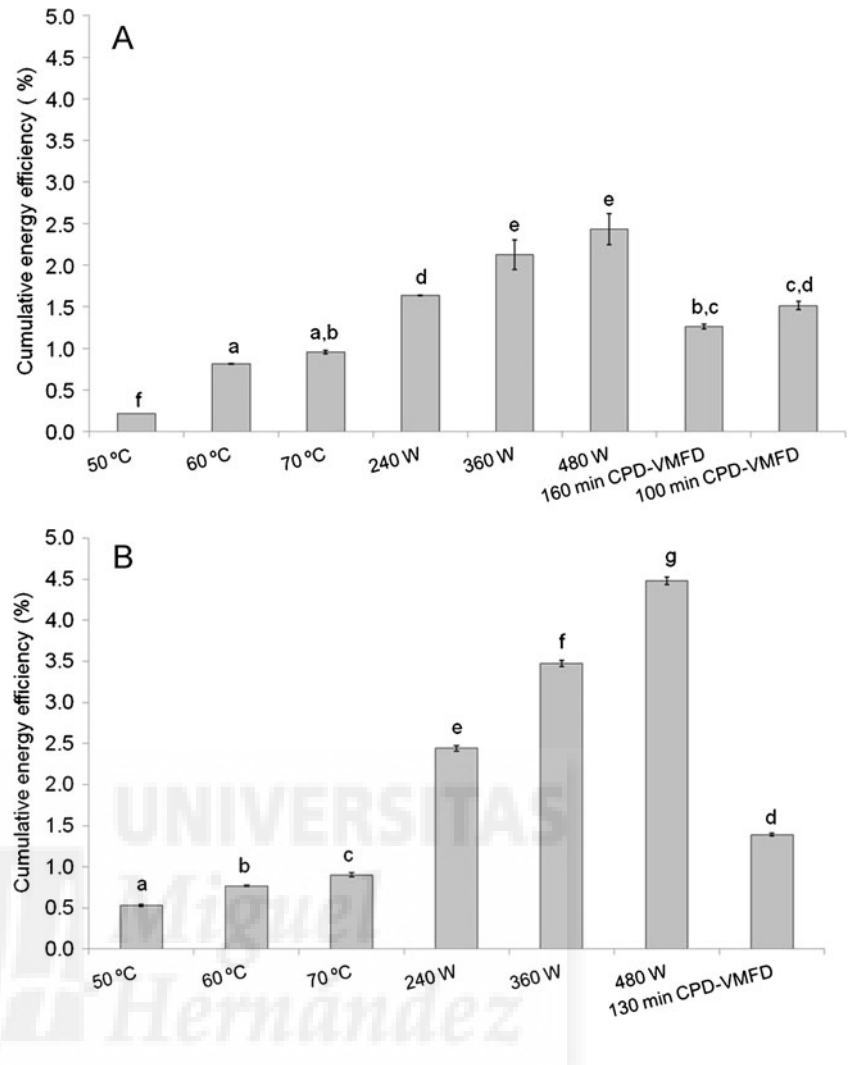 A
Cumulative energy efficiency ( %)
5.0
4.5
4.0
3.5
3.0
2.5
2.0
1.5
1.0
0.5
0.0
f
a
a,b
d
e
e
b,c
c,d
50 ºC
60 ºC
70 ºC
240 W
360 W
480 W
160 min CPD-VMFD
100 min CPD-VMFD
B
Cumulative energy efficiency (%)
5.0
4.5
4.0
3.5
3.0
2.5
2.0
1.5
1.0
0.5
0.0
a
b
c
e
f
g
d
50 ºC
60 ºC
70 ºC
240 W
360 W
480 W
130 min CPD-VMFD
UNIVERSITAS
Miguel
Hernández